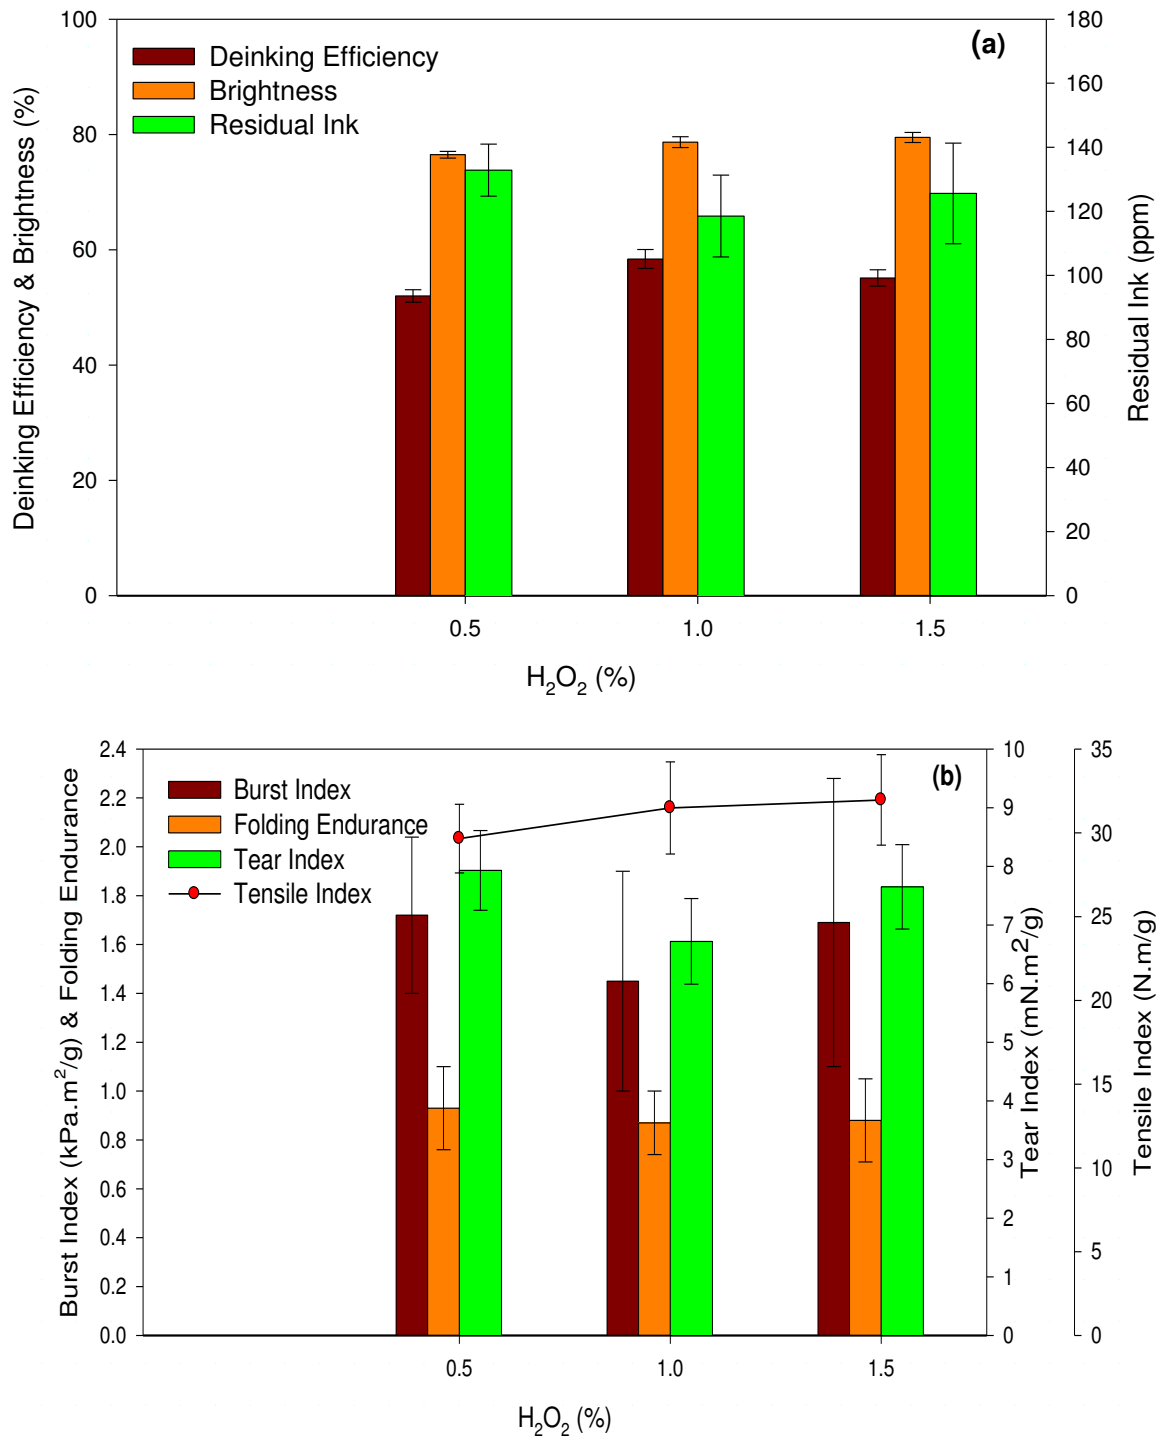 (a)
Deinking Efficiency
Brightness
Residual Ink
Deinking Efficiency & Brightness (%)
100
80
60
40
20
0
Residual Ink (ppm)
180
160
140
120
100
80
60
40
20
0
0.5 1.0 1.5
H₂O₂ (%)
(b)
Burst Index
Folding Endurance
Tear Index
Tensile Index
Burst Index (kPa.m²/g) & Folding Endurance
2.4
2.2
2.0
1.8
1.6
1.4
1.2
1.0
0.8
0.6
0.4
0.2
0.0
Tear Index (mN.m²/g)
10
9
8
7
6
5
4
3
2
1
0
Tensile Index (N.m/g)
35
30
25
20
15
10
5
0
0.5 1.0 1.5
H₂O₂ (%)